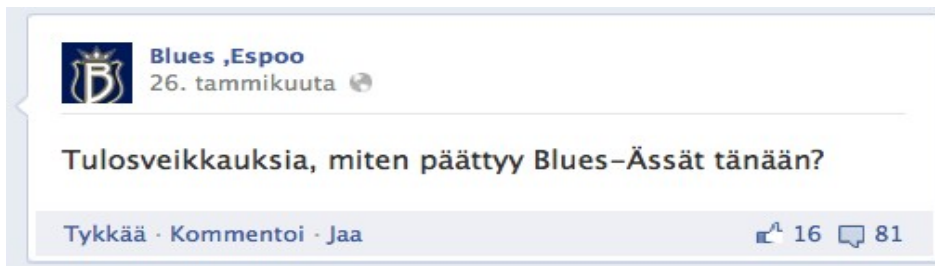 Blues ,Espoo
26. tammikuuta
Tulosveikkauksia, miten päättyy Blues–Ässät tänään?
Tykkää · Kommentoi · Jaa 16 81